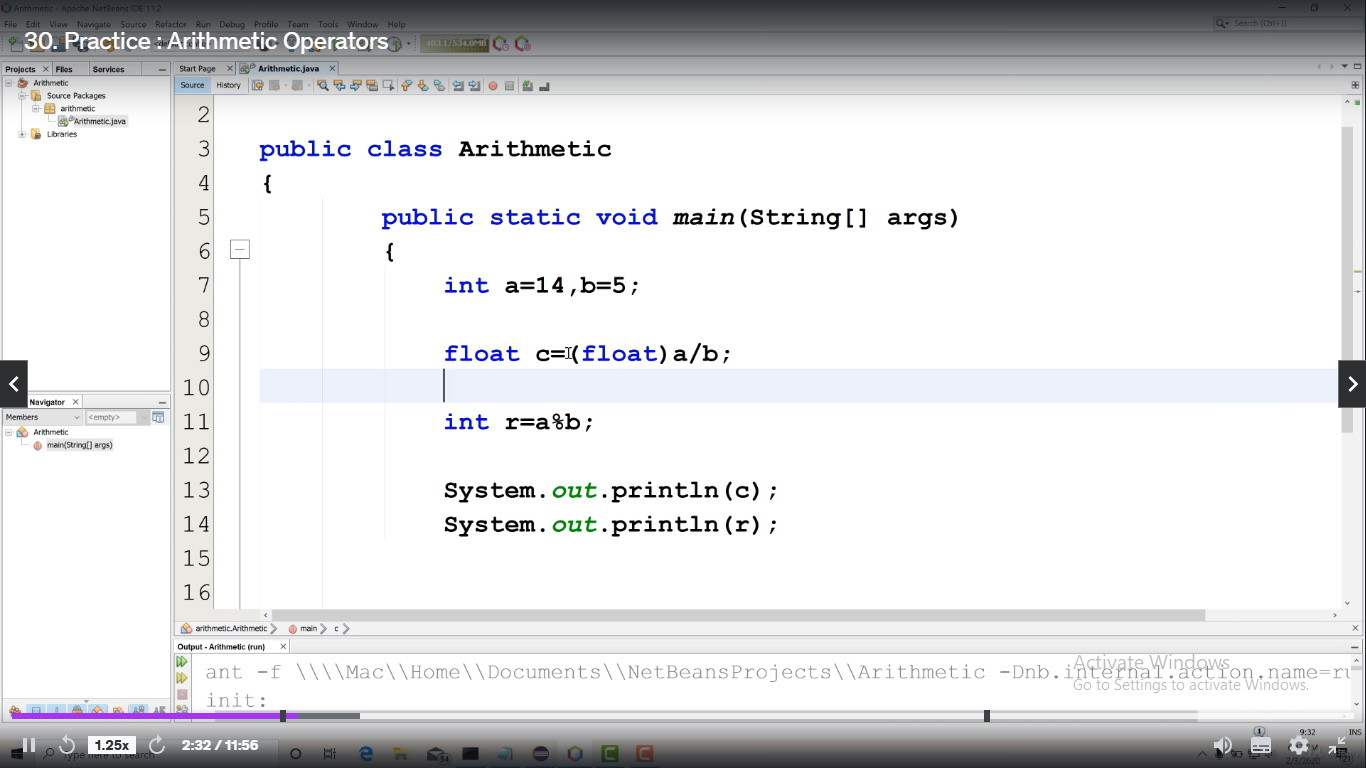 Arithmetic - Apache NetBeans IDE 11.2
File Edit View Navigate Source Refactor Run Debug Profile Team Tools Window Help
Search (Ctrl+I)
30. Practice : Arithmetic Operators
403.1/534.0MB
Projects Files Services
Start Page Arithmetic.java
Source History
Arithmetic
Source Packages
arithmetic
Arithmetic.java
Libraries
2
3 public class Arithmetic
4 {
5 public static void main(String[] args)
6 {
7 int a=14,b=5;
8
9 float c=(float)a/b;
10
11 int r=a%b;
12
13 System.out.println(c);
14 System.out.println(r);
15
16
Navigator
Members <empty>
Arithmetic
main(String[] args)
arithmetic.Arithmetic main c
Output - Arithmetic (run)
ant -f \\\\Mac\\Home\\Documents\\NetBeansProjects\\Arithmetic -Dnb.internal.action.name=ru
init:
Activate Windows
Go to Settings to activate Windows.
1.25x 2:32 / 11:56
Type here to search
9:32
2/3/2020
INS